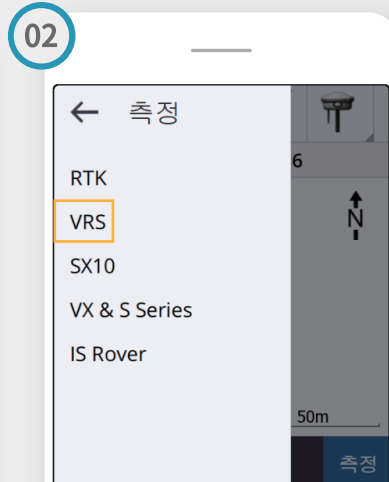 02
← 측정
6
RTK
VRS
N
SX10
VX & S Series
IS Rover
50m
측정